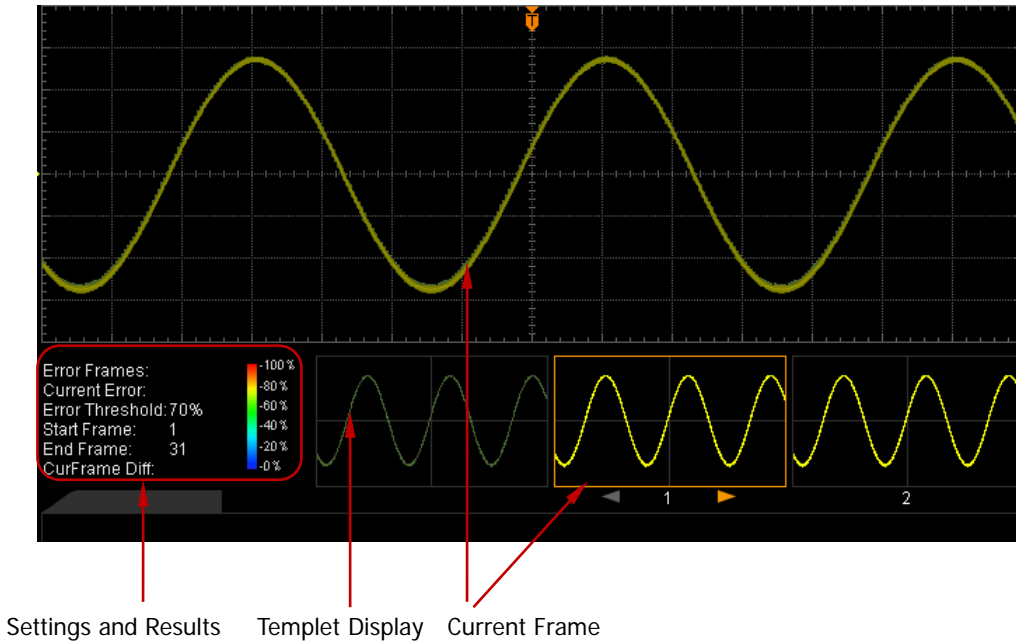 T
Error Frames:
Current Error:
Error Threshold: 70%
Start Frame: 1
End Frame: 31
CurFrame Diff:
-100%
-80%
-60%
-40%
-20%
-0%
1
2
Settings and Results
Templet Display
Current Frame